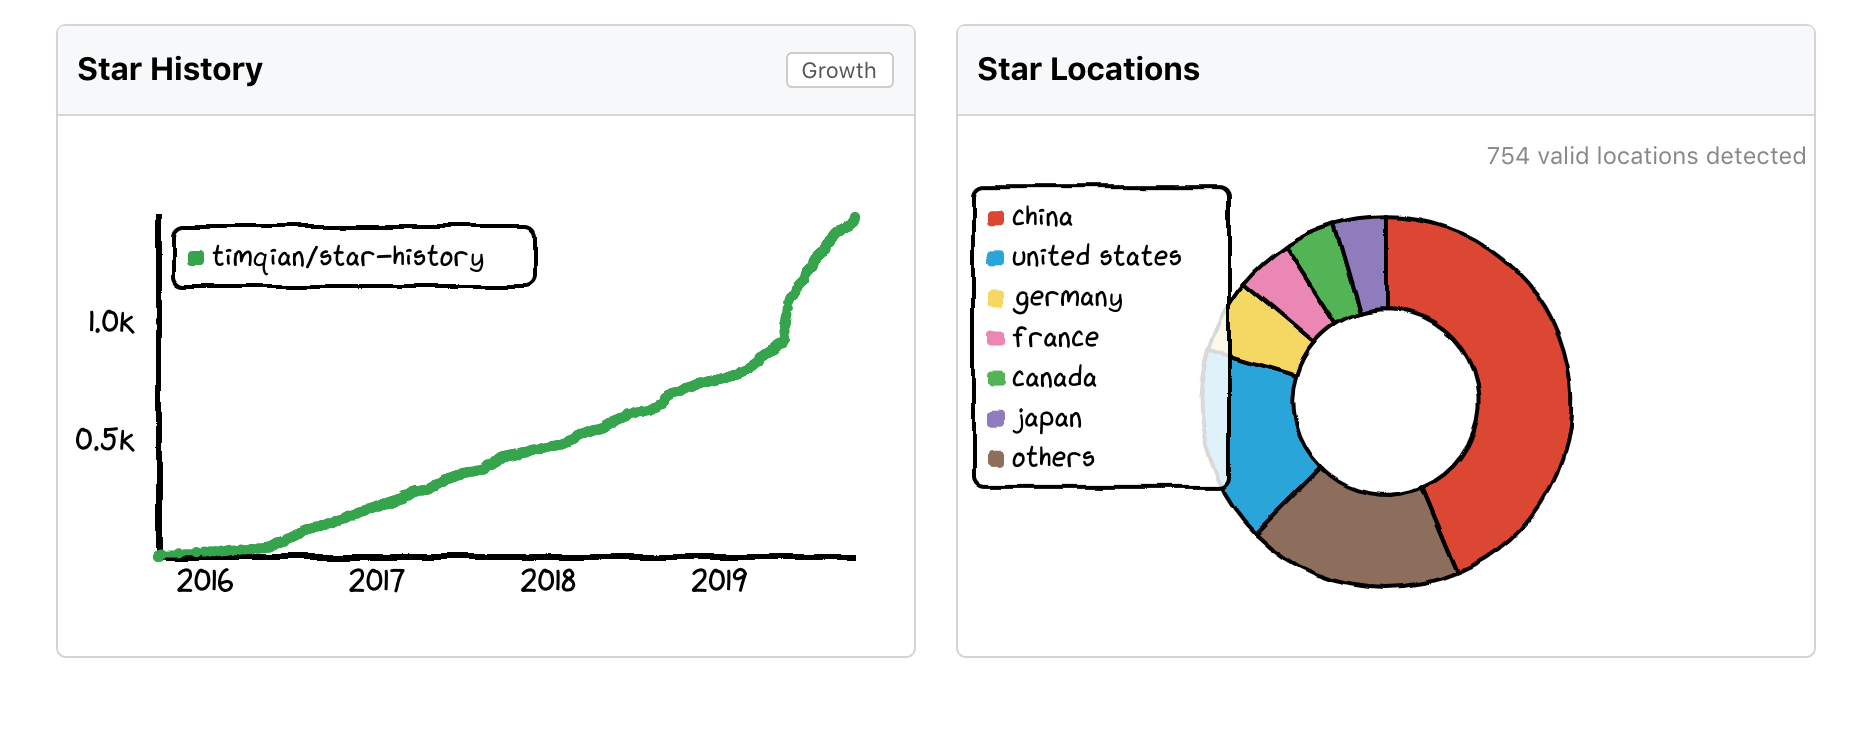 Star History
Growth
timqian/star-history
1.0K
0.5K
2016
2017
2018
2019
Star Locations
754 valid locations detected
china
united states
germany
france
canada
japan
others